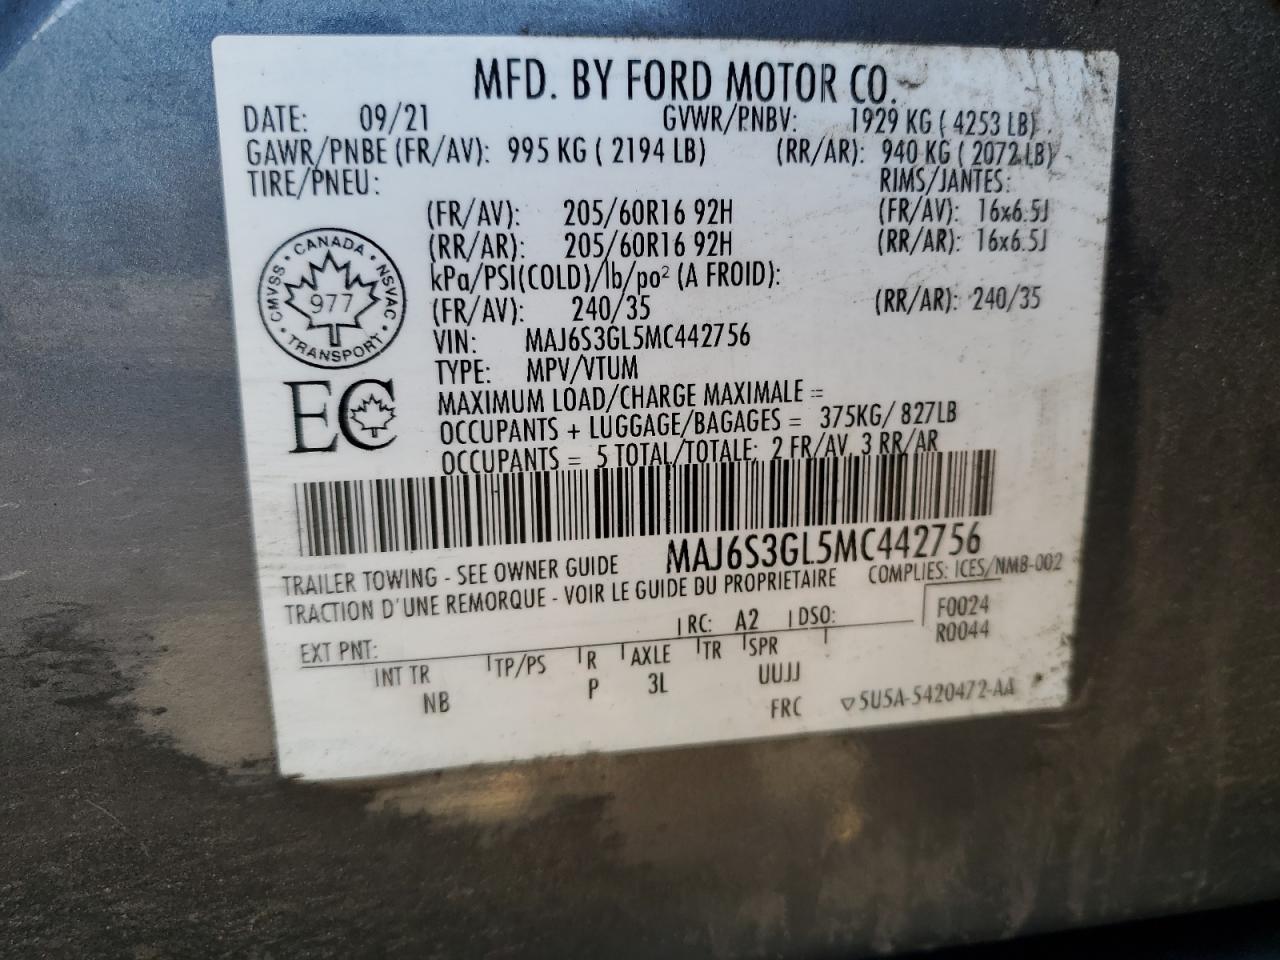 MFD. BY FORD MOTOR CO.
DATE: 09/21 GVWR/PNBV: 1929 KG ( 4253 LB)
GAWR/PNBE (FR/AV): 995 KG ( 2194 LB) (RR/AR): 940 KG ( 2072 LB)
TIRE/PNEU: RIMS/JANTES:
(FR/AV): 205/60R16 92H (FR/AV): 16x6.5J
(RR/AR): 205/60R16 92H (RR/AR): 16x6.5J
kPa/PSI(COLD)/lb/po² (A FROID):
(FR/AV): 240/35 (RR/AR): 240/35
CANADA
CMVSS NSVAC
977
TRANSPORT
VIN: MAJ6S3GL5MC442756
TYPE: MPV/VTUM
EC
MAXIMUM LOAD/CHARGE MAXIMALE =
OCCUPANTS + LUGGAGE/BAGAGES = 375KG/ 827LB
OCCUPANTS = 5 TOTAL/TOTALE: 2 FR/AV, 3 RR/AR
MAJ6S3GL5MC442756
TRAILER TOWING - SEE OWNER GUIDE
TRACTION D'UNE REMORQUE - VOIR LE GUIDE DU PROPRIETAIRE
COMPLIES: ICES/NMB-002
EXT PNT: RC: A2 DSO: F0024
R0044
INT TR TP/PS R AXLE TR SPR
NB P 3L UUJJ
FRC 5U5A-5420472-AA